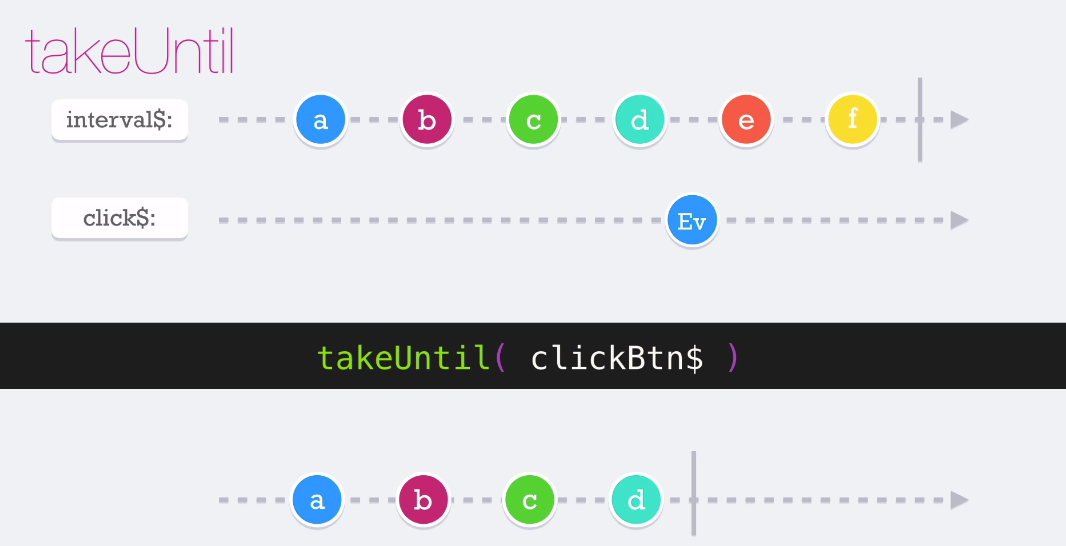 takeUntil
interval$: a b c d e f
click$: Ev
takeUntil( clickBtn$ )
a b c d